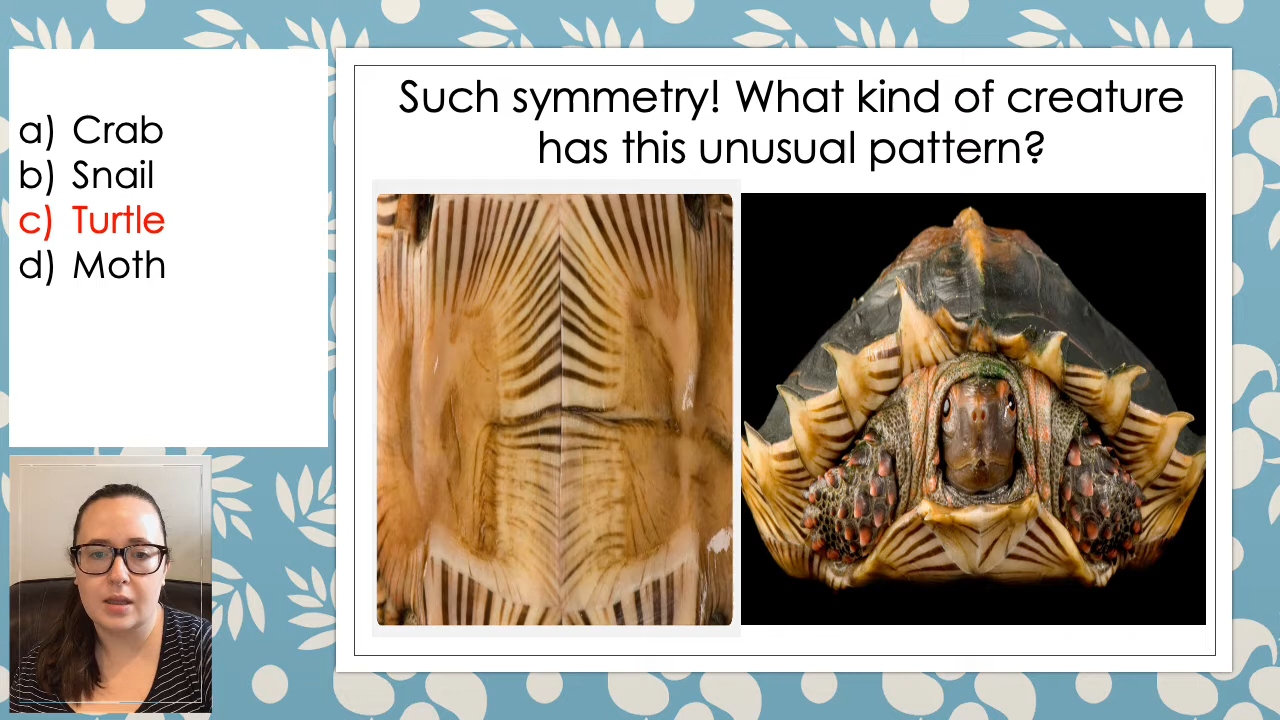 a) Crab
b) Snail
c) Turtle
d) Moth
Such symmetry! What kind of creature
has this unusual pattern?